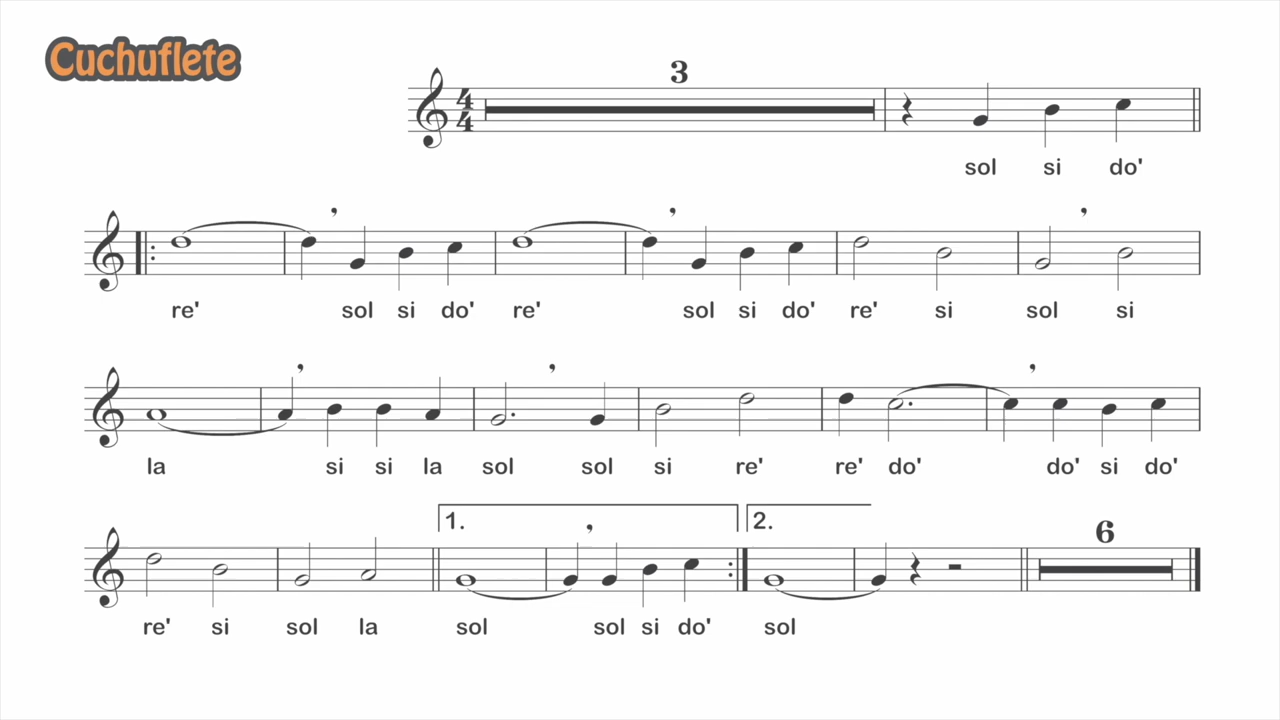 Cuchuflete
3
4
4
sol si do'
re' sol si do' re' sol si do' re' si sol si
la si si la sol sol si re' re' do' do' si do'
1. 2. 6
re' si sol la sol sol si do' sol